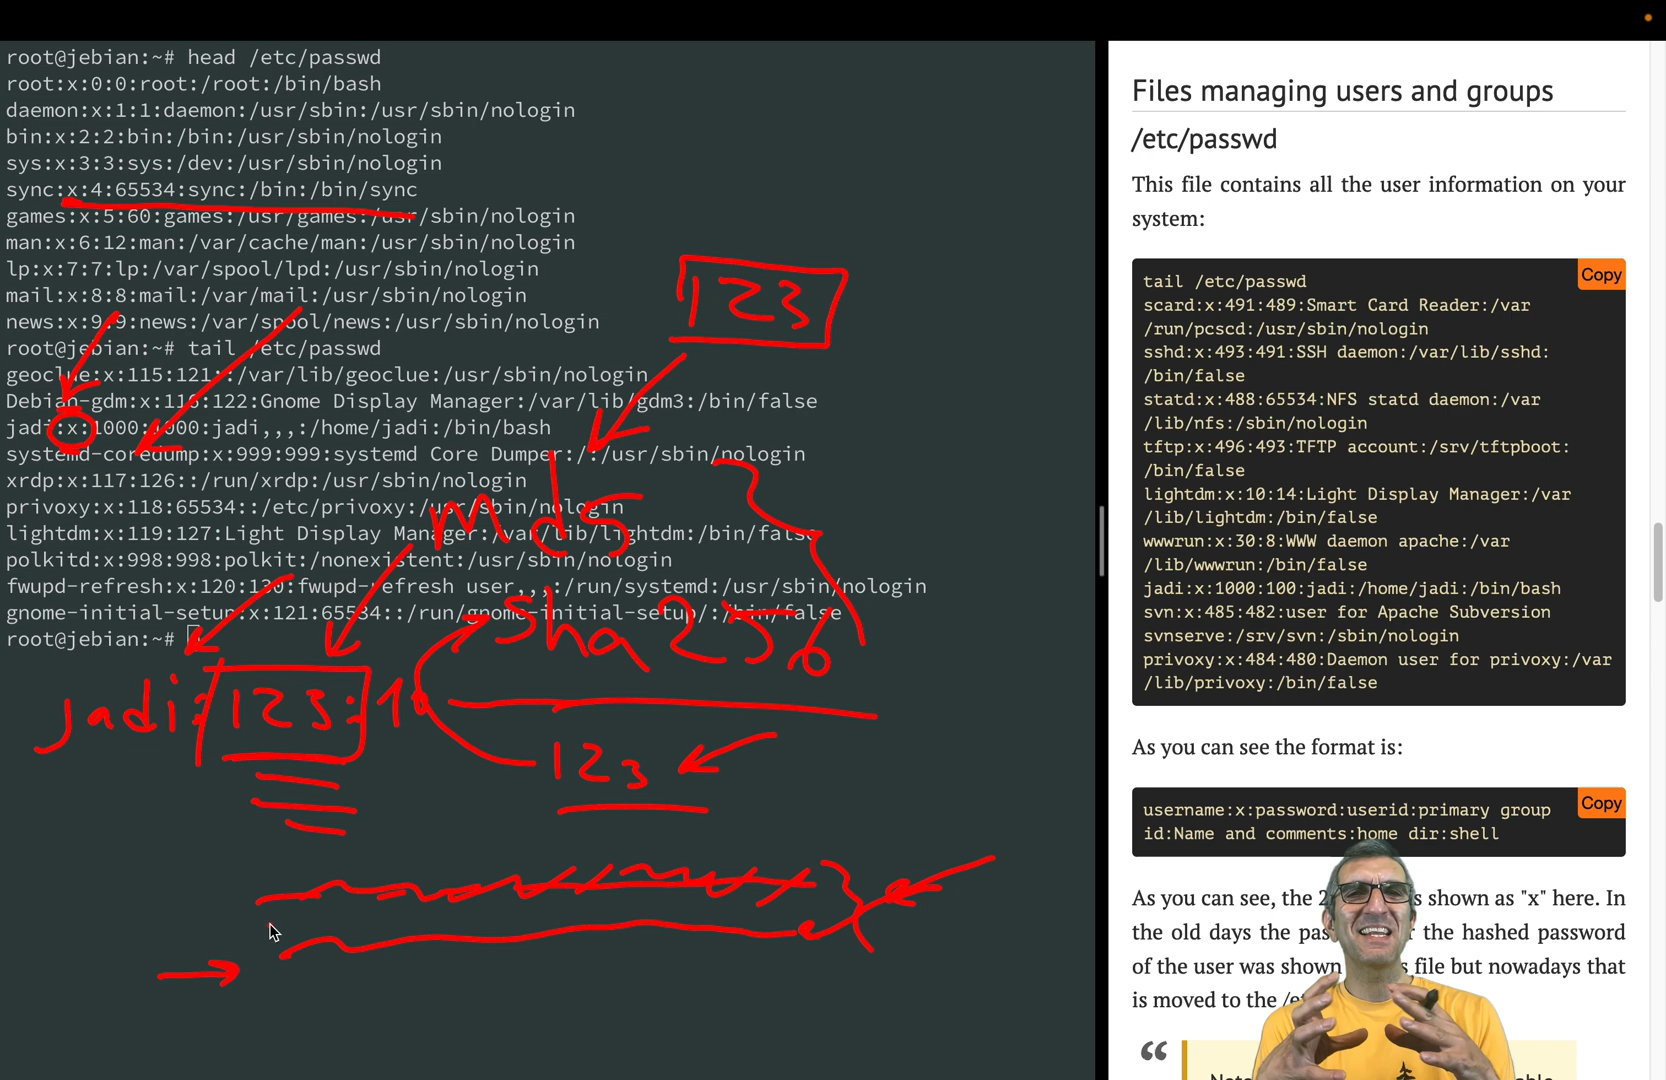 root@jebian:~# head /etc/passwd
root:x:0:0:root:/root:/bin/bash
daemon:x:1:1:daemon:/usr/sbin:/usr/sbin/nologin
bin:x:2:2:bin:/bin:/usr/sbin/nologin
sys:x:3:3:sys:/dev:/usr/sbin/nologin
sync:x:4:65534:sync:/bin:/bin/sync
games:x:5:60:games:/usr/games:/usr/sbin/nologin
man:x:6:12:man:/var/cache/man:/usr/sbin/nologin
lp:x:7:7:lp:/var/spool/lpd:/usr/sbin/nologin
mail:x:8:8:mail:/var/mail:/usr/sbin/nologin
news:x:9:9:news:/var/spool/news:/usr/sbin/nologin
root@jebian:~# tail /etc/passwd
geoclue:x:115:121::/var/lib/geoclue:/usr/sbin/nologin
Debian-gdm:x:116:122:Gnome Display Manager:/var/lib/gdm3:/bin/false
jadi:x:1000:1000:jadi,,,:/home/jadi:/bin/bash
systemd-coredump:x:999:999:systemd Core Dumper:/:/usr/sbin/nologin
xrdp:x:117:126::/run/xrdp:/usr/sbin/nologin
privoxy:x:118:65534::/etc/privoxy:/usr/sbin/nologin
lightdm:x:119:127:Light Display Manager:/var/lib/lightdm:/bin/false
polkitd:x:998:998:polkit:/nonexistent:/usr/sbin/nologin
fwupd-refresh:x:120:130:fwupd-refresh user,,,:/run/systemd:/usr/sbin/nologin
gnome-initial-setup:x:121:65534::/run/gnome-initial-setup/:/bin/false
root@jebian:~#
123
md5
sha256
jadi:123:10
123
Files managing users and groups
/etc/passwd
This file contains all the user information on your
system:
Copy
tail /etc/passwd
scard:x:491:489:Smart Card Reader:/var
/run/pcscd:/usr/sbin/nologin
sshd:x:493:491:SSH daemon:/var/lib/sshd:
/bin/false
statd:x:488:65534:NFS statd daemon:/var
/lib/nfs:/sbin/nologin
tftp:x:496:493:TFTP account:/srv/tftpboot:
/bin/false
lightdm:x:10:14:Light Display Manager:/var
/lib/lightdm:/bin/false
wwwrun:x:30:8:WWW daemon apache:/var
/lib/wwwrun:/bin/false
jadi:x:1000:100:jadi:/home/jadi:/bin/bash
svn:x:485:482:user for Apache Subversion
svnserve:/srv/svn:/sbin/nologin
privoxy:x:484:480:Daemon user for privoxy:/var
/lib/privoxy:/bin/false
As you can see the format is:
Copy
username:x:password:userid:primary group
id:Name and comments:home dir:shell
As you can see, the shown as "x" here. In
the old days the the hashed password
of the user was shown file but nowadays that
is moved to the